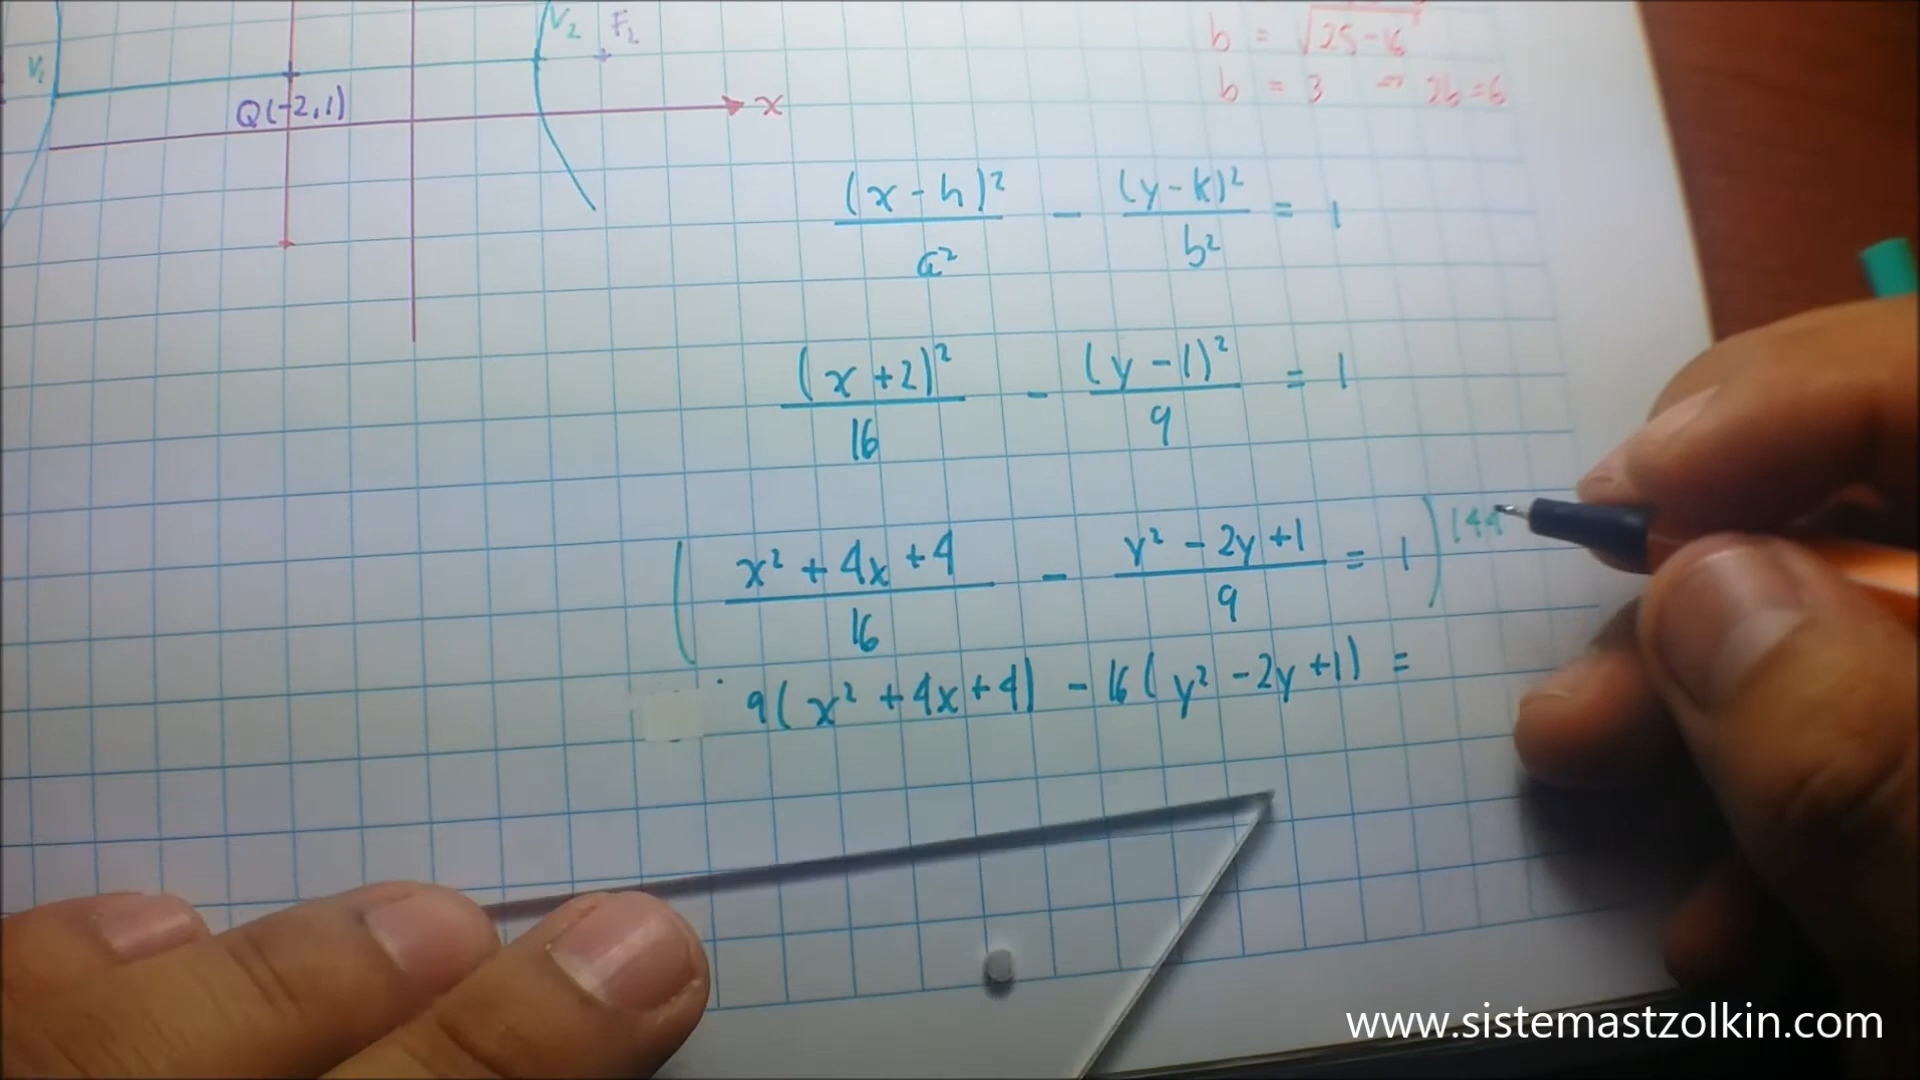 V₂ F₂
b = √25-16
V₁
b = 3 ⇒ 2b=6
Q(-2,1)
x
(x-h)²/a² - (y-k)²/b² = 1
(x+2)²/16 - (y-1)²/9 = 1
(x²+4x+4/16 - y²-2y+1/9 = 1)144
9(x²+4x+4) - 16(y²-2y+1) =
www.sistemastzolkin.com